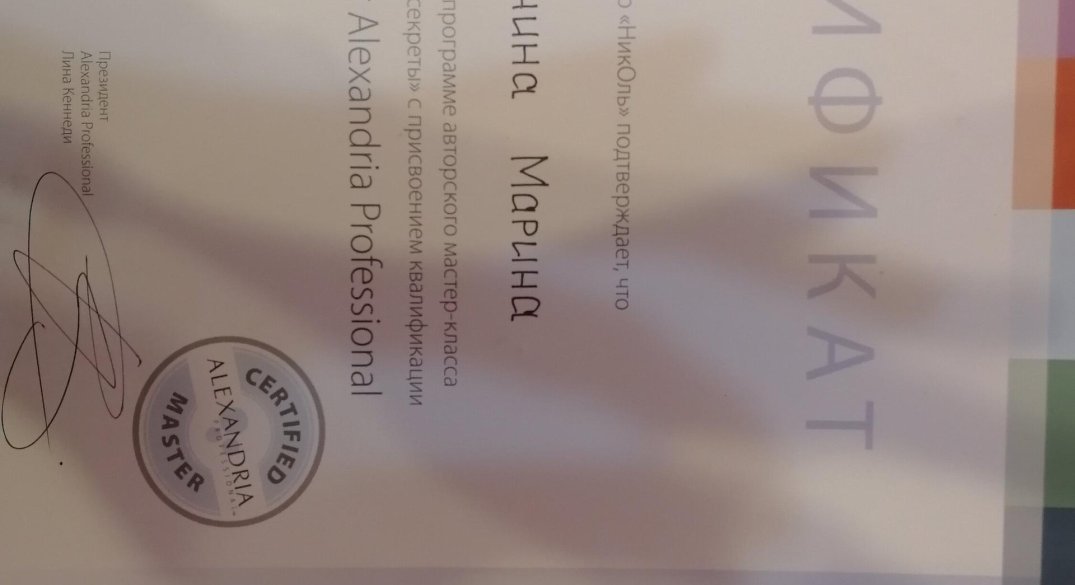 ИФИКАТ
«НикОль» подтверждает, что
Марина
программе авторского мастер-класса
секреты» с присвоением квалификации
Alexandria Professional
Президент
Alexandria Professional
Лина Кеннеди
CERTIFIED
ALEXANDRIA
PROFESSIONAL
MASTER